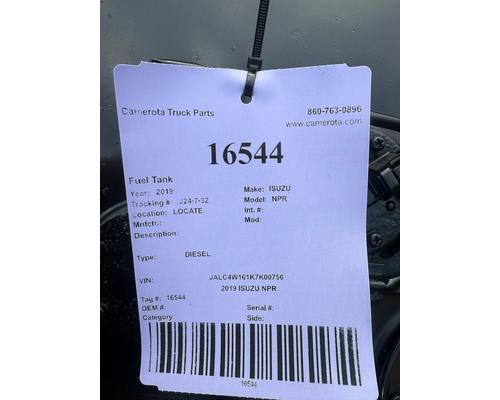 Camerota Truck Parts 860-763-0896
www.camerota.com
16544
Fuel Tank
Year: 2019 Make: ISUZU
Tracking #: J24-7-32 Model: NPR
Location: LOCATE Int. #:
Mnfctr.: Mod:
Description:
Type: DIESEL
VIN: JALC4W161K7K00756
2019 ISUZU NPR
Tag #: 16544
OEM #: Serial #:
Category: Side:
16544